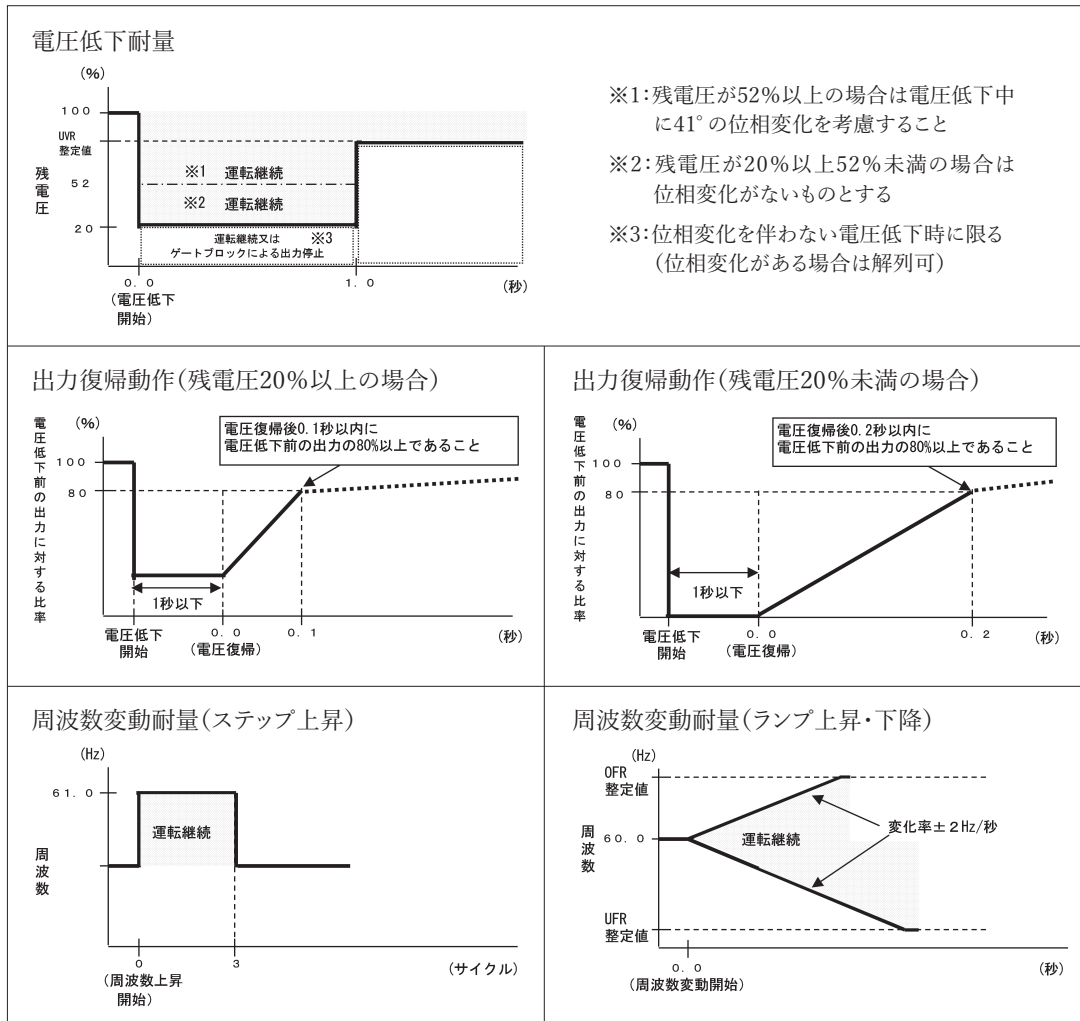 電圧低下耐量
(%)
100
UVR
整定値
残電圧
52
20
※1 運転継続
※2 運転継続
運転継続又は ※3
ゲートブロックによる出力停止
0.0
(電圧低下
開始)
1.0
(秒)
※1:残電圧が52%以上の場合は電圧低下中
に41°の位相変化を考慮すること
※2:残電圧が20%以上52%未満の場合は
位相変化がないものとする
※3:位相変化を伴わない電圧低下時に限る
(位相変化がある場合は解列可)
出力復帰動作(残電圧20%以上の場合)
電圧低下前の出力に対する比率
(%)
100
80
電圧復帰後0.1秒以内に
電圧低下前の出力の80%以上であること
1秒以下
電圧低下
開始
0.0
(電圧復帰)
0.1
(秒)
出力復帰動作(残電圧20%未満の場合)
電圧低下前の出力に対する比率
(%)
100
80
電圧復帰後0.2秒以内に
電圧低下前の出力の80%以上であること
1秒以下
電圧低下
開始
0.0
(電圧復帰)
0.2
(秒)
周波数変動耐量(ステップ上昇)
(Hz)
61.0
周波数
運転継続
0
(周波数上昇
開始)
3
(サイクル)
周波数変動耐量(ランプ上昇・下降)
(Hz)
OFR
整定値
周波数
60.0
運転継続
変化率±2Hz/秒
UFR
整定値
0.0
(周波数変動開始)
(秒)